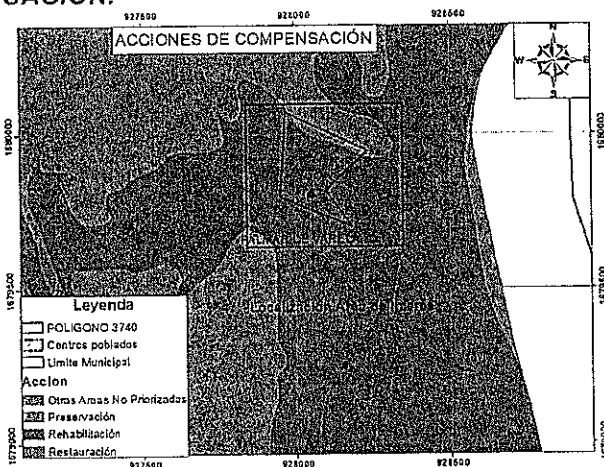 927500 928000 928500
ACCIONES DE COMPENSACIÓN
N
W E
S
1680000 1680000
1679500 1679500
Leyenda
POLIGONO 3740
Centros poblados
Limite Municipal
Accion
Otras Areas No Priorizadas
Preservación
Rehabilitación
Restauración
1679000
927500 928000 928500